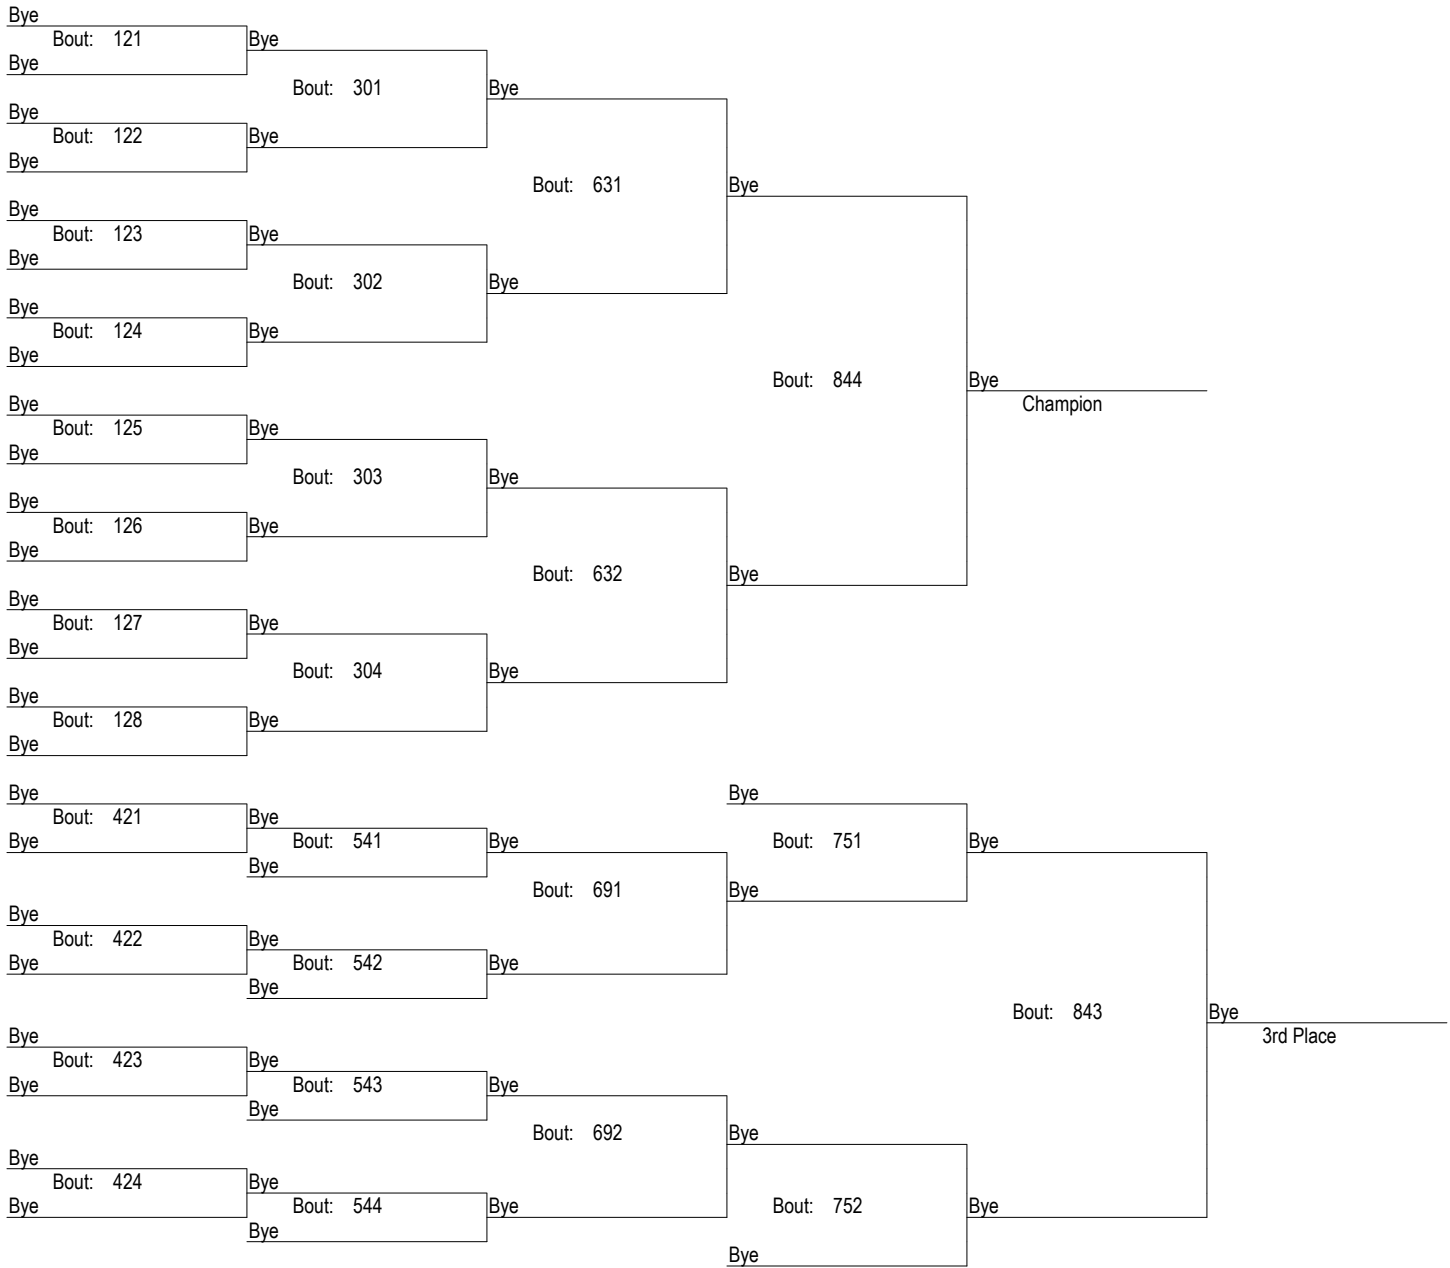 Bye
Bout: 121 Bye
Bye
Bout: 301 Bye
Bye
Bout: 122 Bye
Bye
Bout: 631 Bye
Bye
Bout: 123 Bye
Bye
Bout: 302 Bye
Bye
Bout: 124 Bye
Bye
Bout: 844 Bye
Champion
Bye
Bout: 125 Bye
Bye
Bout: 303 Bye
Bye
Bout: 126 Bye
Bye
Bout: 632 Bye
Bye
Bout: 127 Bye
Bye
Bout: 304 Bye
Bye
Bout: 128 Bye
Bye
Bye Bye
Bout: 421 Bye
Bye Bout: 541 Bye Bout: 751 Bye
Bye
Bout: 691 Bye
Bye
Bout: 422 Bye
Bye Bout: 542 Bye
Bye
Bout: 843 Bye
3rd Place
Bye
Bout: 423 Bye
Bye Bout: 543 Bye
Bye
Bout: 692 Bye
Bye
Bout: 424 Bye
Bye Bout: 544 Bye Bout: 752 Bye
Bye
Bye